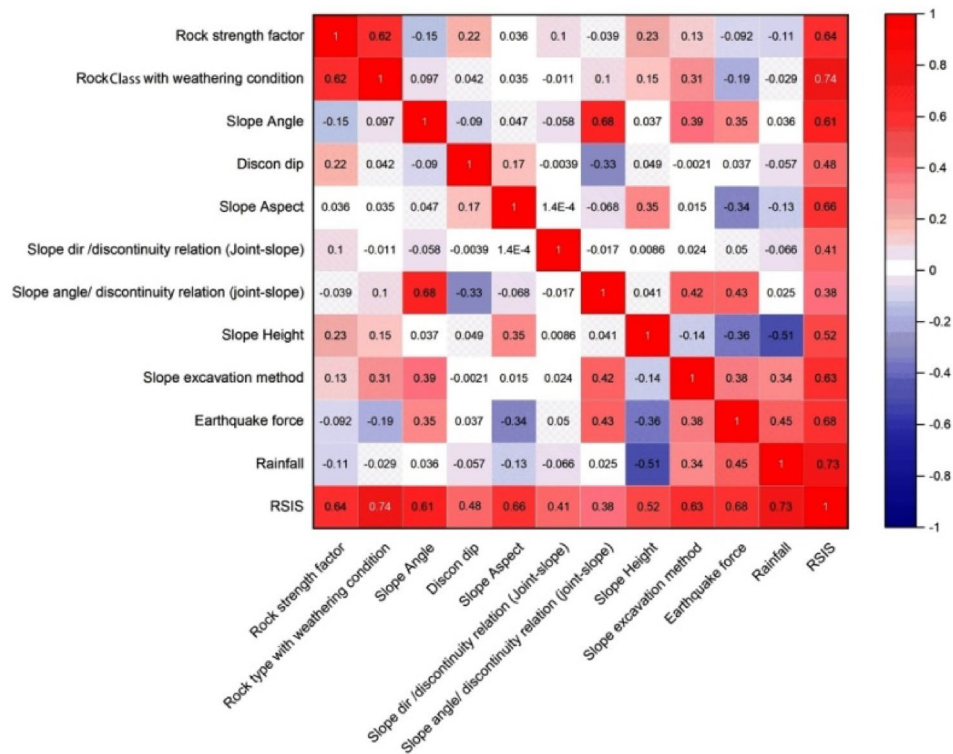 Rock strength factor 1 0.62 -0.15 0.22 0.036 0.1 -0.039 0.23 0.13 -0.092 -0.11 0.64
RockClass with weathering condition 0.62 1 0.097 0.042 0.035 -0.011 0.1 0.15 0.31 -0.19 -0.029 0.74
Slope Angle -0.15 0.097 1 -0.09 0.047 -0.058 0.68 0.037 0.39 0.35 0.036 0.61
Discon dip 0.22 0.042 -0.09 1 0.17 -0.0039 -0.33 0.049 -0.0021 0.037 -0.057 0.48
Slope Aspect 0.036 0.035 0.047 0.17 1 1.4E-4 -0.068 0.35 0.015 -0.34 -0.13 0.66
Slope dir /discontinuity relation (Joint-slope) 0.1 -0.011 -0.058 -0.0039 1.4E-4 1 -0.017 0.0086 0.024 0.05 -0.066 0.41
Slope angle/ discontinuity relation (joint-slope) -0.039 0.1 0.68 -0.33 -0.068 -0.017 1 0.041 0.42 0.43 0.025 0.38
Slope Height 0.23 0.15 0.037 0.049 0.35 0.0086 0.041 1 -0.14 -0.36 -0.51 0.52
Slope excavation method 0.13 0.31 0.39 -0.0021 0.015 0.024 0.42 -0.14 1 0.38 0.34 0.63
Earthquake force -0.092 -0.19 0.35 0.037 -0.34 0.05 0.43 -0.36 0.38 1 0.45 0.68
Rainfall -0.11 -0.029 0.036 -0.057 -0.13 -0.066 0.025 -0.51 0.34 0.45 1 0.73
RSIS 0.64 0.74 0.61 0.48 0.66 0.41 0.38 0.52 0.63 0.68 0.73 1
Rock strength factor
Rock type with weathering condition
Slope Angle
Discon dip
Slope Aspect
Slope dir /discontinuity relation (Joint-slope)
Slope angle/ discontinuity relation (joint-slope)
Slope Height
Slope excavation method
Earthquake force
Rainfall
RSIS
1
0.8
0.6
0.4
0.2
0
-0.2
-0.4
-0.6
-0.8
-1